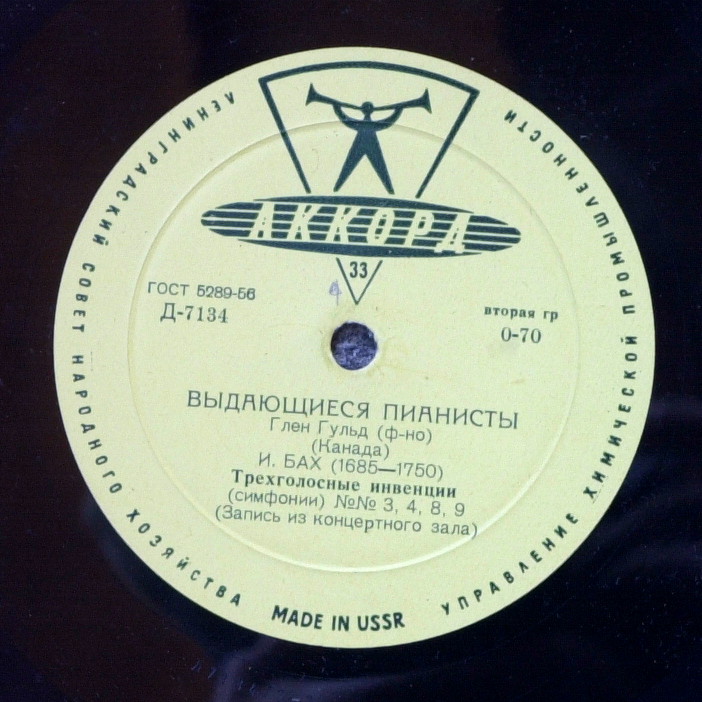 ЛЕНИНГРАДСКИЙ СОВЕТ НАРОДНОГО ХОЗЯЙСТВА
УПРАВЛЕНИЕ ХИМИЧЕСКОЙ ПРОМЫШЛЕННОСТИ
АККОРД
33
ГОСТ 5289-56
Д-7134
вторая гр
0-70
ВЫДАЮЩИЕСЯ ПИАНИСТЫ
Глен Гульд (ф-но)
(Канада)
И. БАХ (1685—1750)
Трехголосные инвенции
(симфонии) №№ 3, 4, 8, 9
(Запись из концертного зала)
MADE IN USSR